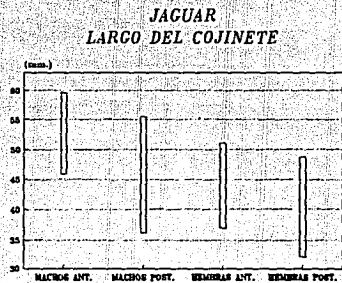 JAGUAR
LARGO DEL COJINETE
(mm.)
60
55
50
45
40
35
30
MACHOS ANT. MACHOS POST. HEMBRAS ANT. HEMBRAS POST.